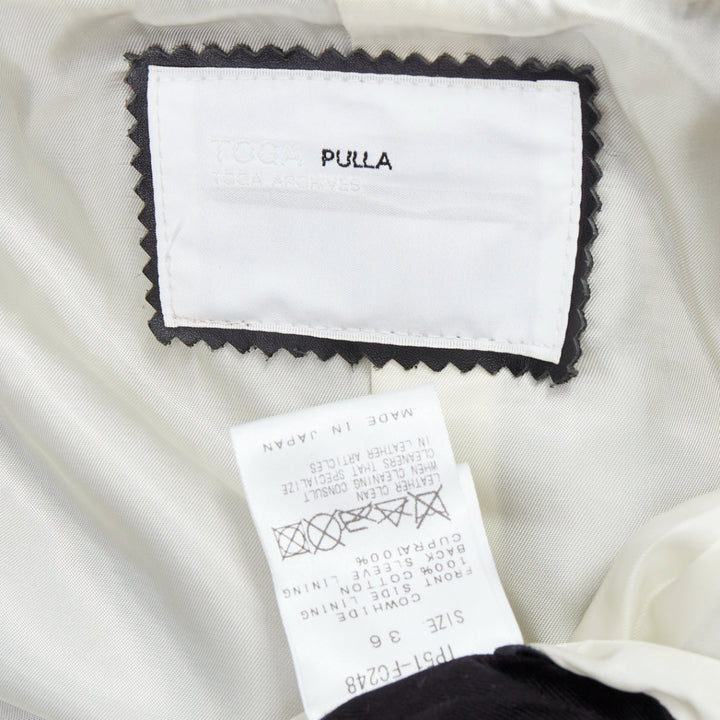 TOGA PULLA
TOGA ARCHIVES
TP51-FC248
SIZE 36
COWHIDE
FRONT SIDE LINING
100% COTTON
BACK SLEEVE LINING
CUPRA100%
LEATHER CLEAN
WHEN CLEANING CONSULT
CLEANERS THAT SPECIALIZE
IN LEATHER ARTICLES
MADE IN JAPAN